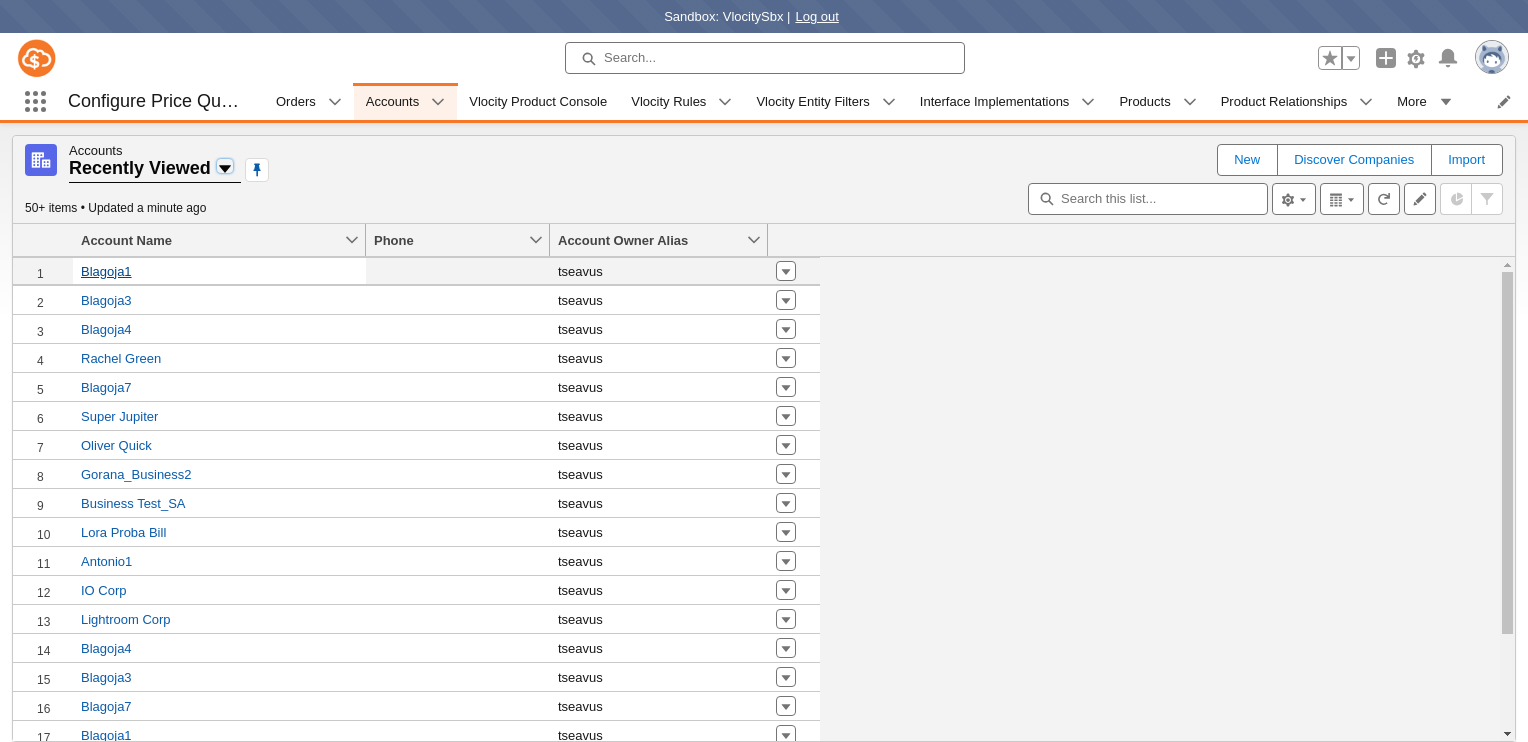 Sandbox: VlocitySbx | Log out
Search...
Configure Price Qu…
Orders
Accounts
Vlocity Product Console
Vlocity Rules
Vlocity Entity Filters
Interface Implementations
Products
Product Relationships
More
Accounts
Recently Viewed
New
Discover Companies
Import
50+ items • Updated a minute ago
Search this list...
Account Name Phone Account Owner Alias
1 Blagoja1 tseavus
2 Blagoja3 tseavus
3 Blagoja4 tseavus
4 Rachel Green tseavus
5 Blagoja7 tseavus
6 Super Jupiter tseavus
7 Oliver Quick tseavus
8 Gorana_Business2 tseavus
9 Business Test_SA tseavus
10 Lora Proba Bill tseavus
11 Antonio1 tseavus
12 IO Corp tseavus
13 Lightroom Corp tseavus
14 Blagoja4 tseavus
15 Blagoja3 tseavus
16 Blagoja7 tseavus
17 Blagoja1 tseavus